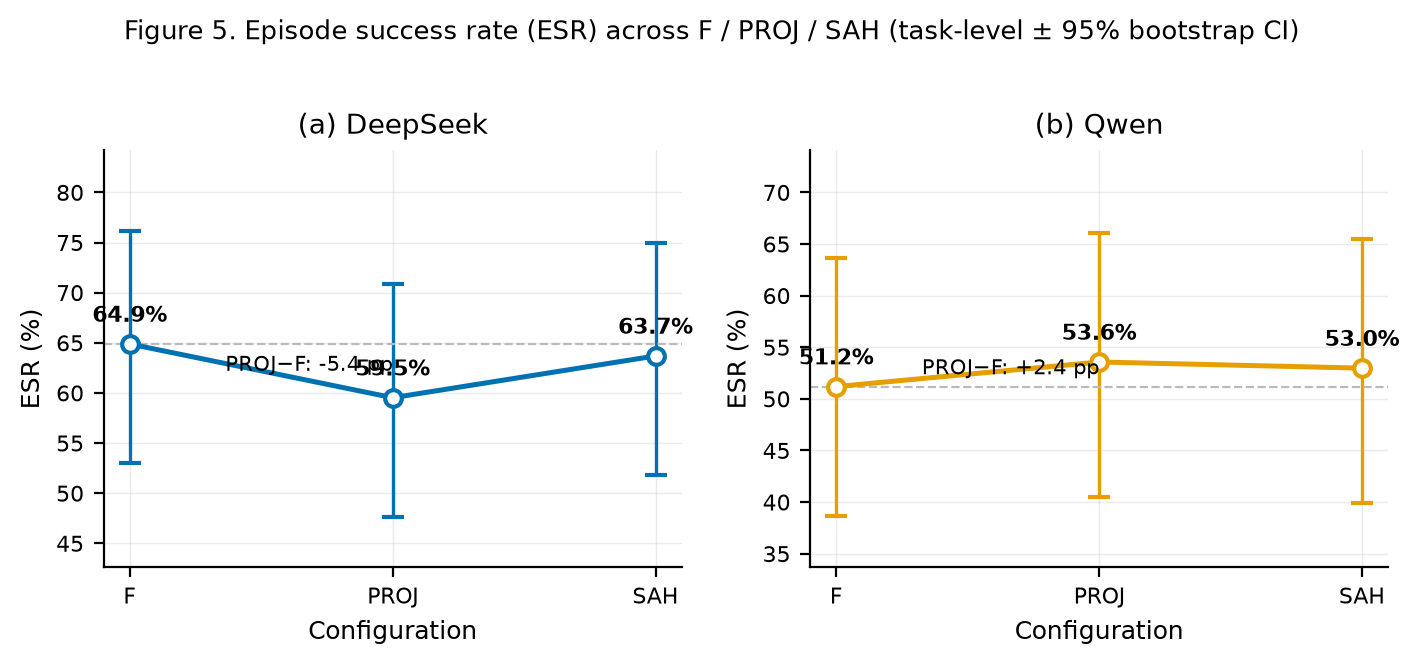 Figure 5. Episode success rate (ESR) across F / PROJ / SAH (task-level ± 95% bootstrap CI)
(a) DeepSeek
ESR (%)
80
75
70
65
60
55
50
45
64.9%
PROJ−F: -5.4 pp
59.5%
63.7%
F
PROJ
SAH
Configuration
(b) Qwen
ESR (%)
70
65
60
55
50
45
40
35
51.2%
PROJ−F: +2.4 pp
53.6%
53.0%
F
PROJ
SAH
Configuration